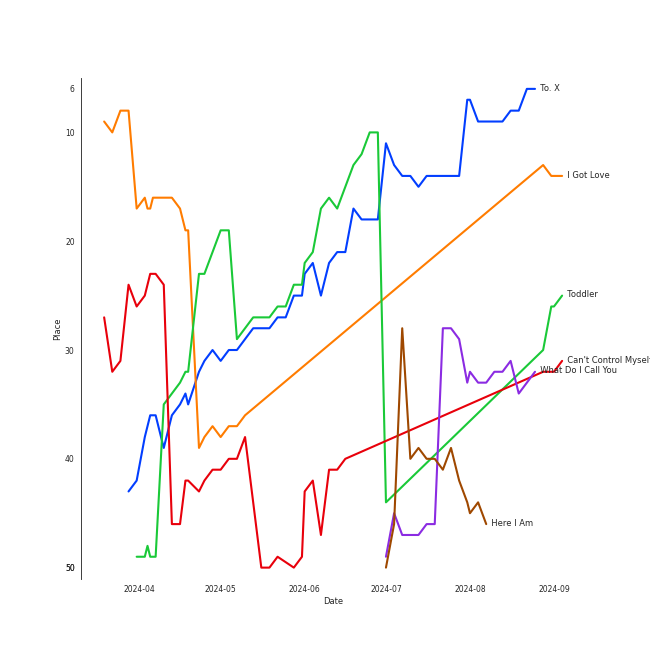 6
To. X
10
I Got Love
20
Toddler
30
Can't Control Mysel
What Do I Call You
Place
40
Here I Am
50
2024-04 2024-05 2024-06 2024-07 2024-08 2024-09
Date